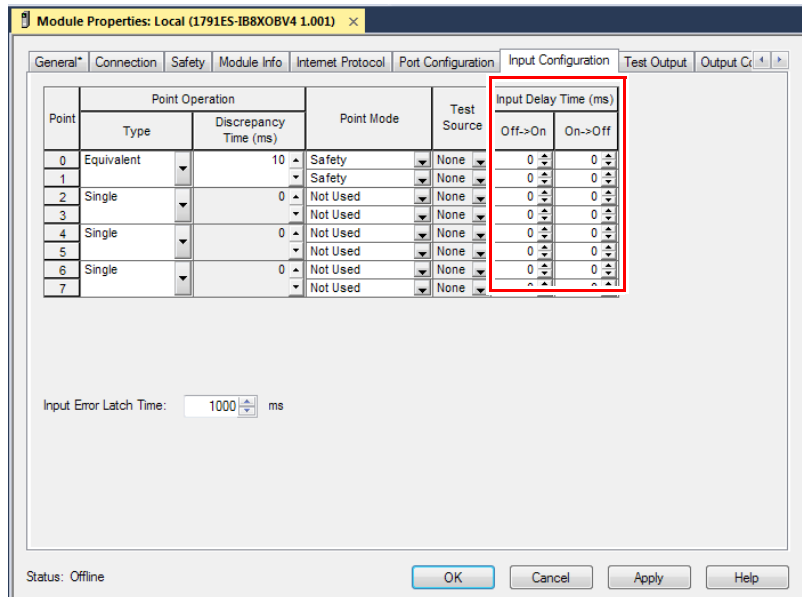 Module Properties: Local (1791ES-IB8XOBV4 1.001) ×
General* Connection Safety Module Info Internet Protocol Port Configuration Input Configuration Test Output
Point Point Operation Point Mode Test Source Input Delay Time (ms)
Type Discrepancy Time (ms) Off->On On->Off
0 Equivalent 10 Safety None 0 0
1 Safety None 0 0
2 Single 0 Not Used None 0 0
3 Not Used None 0 0
4 Single 0 Not Used None 0 0
5 Not Used None 0 0
6 Single 0 Not Used None 0 0
7 Not Used None
Input Error Latch Time: 1000 ms
Status: Offline OK Cancel Apply Help